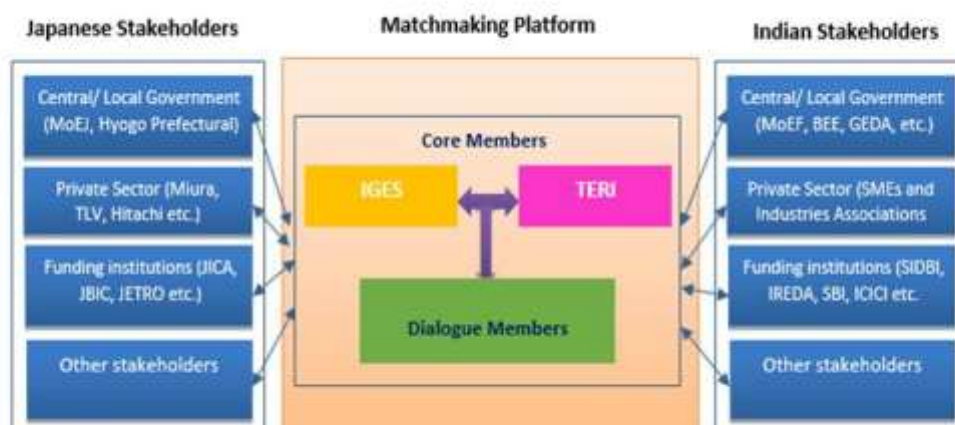 Japanese Stakeholders
Central/ Local Government
(MoEJ, Hyogo Prefectural)
Private Sector (Miura,
TLV, Hitachi etc.)
Funding institutions (JICA,
JBIC, JETRO etc.)
Other stakeholders
Matchmaking Platform
Core Members
IGES
TERI
Dialogue Members
Indian Stakeholders
Central/ Local Government
(MoEF, BEE, GEDA, etc.)
Private Sector (SMEs and
Industries Associations
Funding institutions (SIDBI,
IREDA, SBI, ICICI etc.
Other stakeholders